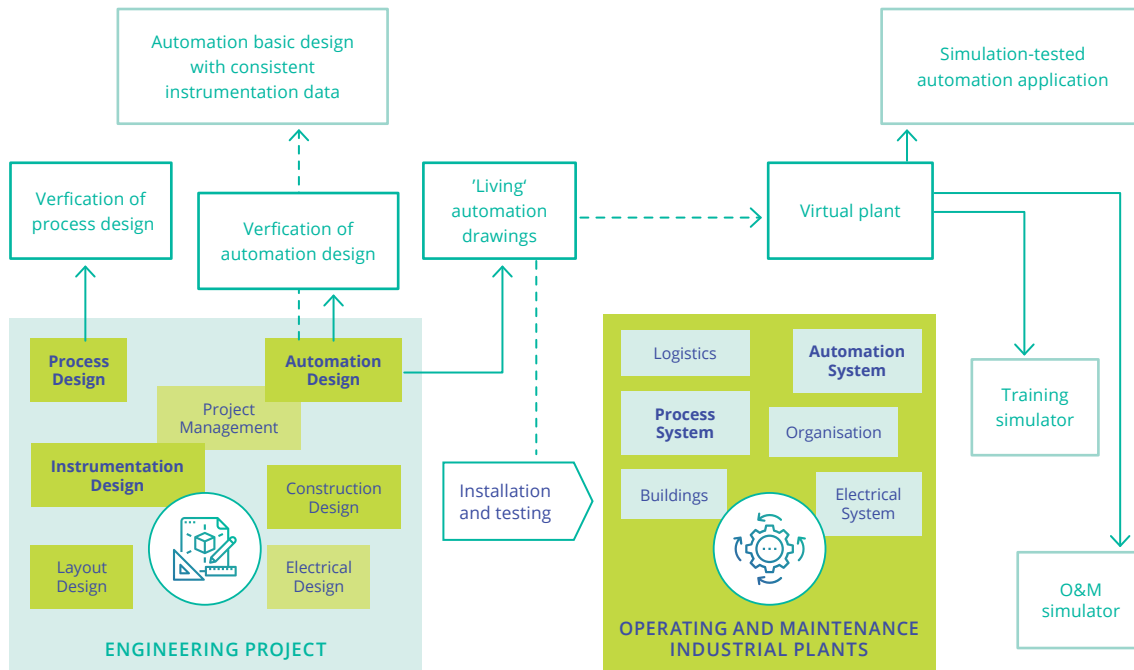 Automation basic design
with consistent
instrumentation data
Simulation-tested
automation application
Verfication of
process design
Verfication of
automation design
’Living‘
automation
drawings
Virtual plant
Process
Design
Automation
Design
Project
Management
Instrumentation
Design
Construction
Design
Layout
Design
Electrical
Design
ENGINEERING PROJECT
Installation
and testing
Logistics
Automation
System
Process
System
Organisation
Buildings
Electrical
System
OPERATING AND MAINTENANCE
INDUSTRIAL PLANTS
Training
simulator
O&M
simulator